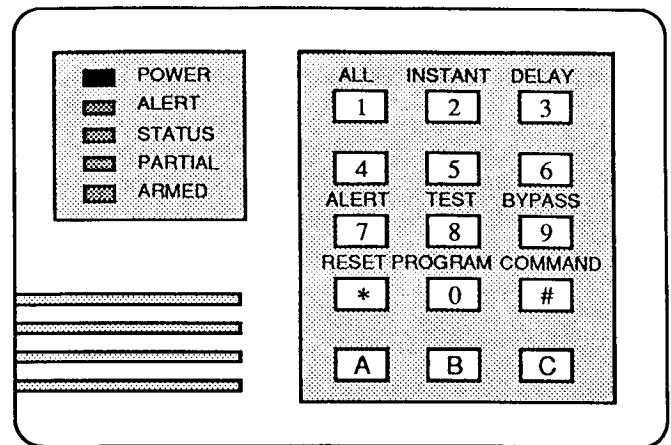 POWER
ALERT
STATUS
PARTIAL
ARMED
ALL INSTANT DELAY
1 2 3
4 5 6
ALERT TEST BYPASS
7 8 9
RESET PROGRAM COMMAND
* 0 #
A B C